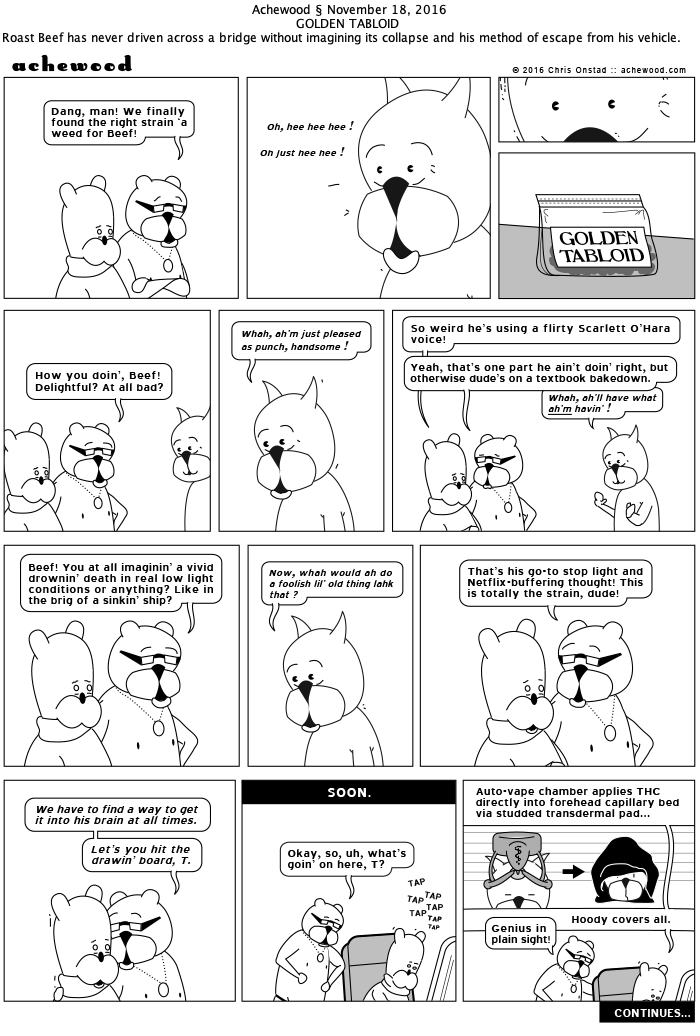 Achewood § November 18, 2016
GOLDEN TABLOID
Roast Beef has never driven across a bridge without imagining its collapse and his method of escape from his vehicle.
achewood
© 2016 Chris Onstad :: achewood.com
Dang, man! We finally
found the right strain 'a
weed for Beef!
Oh, hee hee hee !
Oh just hee hee !
GOLDEN
TABLOID
How you doin', Beef!
Delightful? At all bad?
Whah, ah'm just pleased
as punch, handsome !
So weird he's using a flirty Scarlett O'Hara
voice!
Yeah, that's one part he ain't doin' right, but
otherwise dude's on a textbook bakedown.
Whah, ah'll have what
ah'm havin' !
Beef! You at all imaginin' a vivid
drownin' death in real low light
conditions or anything? Like in
the brig of a sinkin' ship?
Now, whah would ah do
a foolish lil' old thing lahk
that ?
That's his go-to stop light and
Netflix-buffering thought! This
is totally the strain, dude!
We have to find a way to get
it into his brain at all times.
Let's you hit the
drawin' board, T.
SOON.
Okay, so, uh, what's
goin' on here, T?
TAP
TAP TAP
TAP
TAP TAP
TAP
Auto-vape chamber applies THC
directly into forehead capillary bed
via studded transdermal pad...
$
Hoody covers all.
Genius in
plain sight!
CONTINUES...